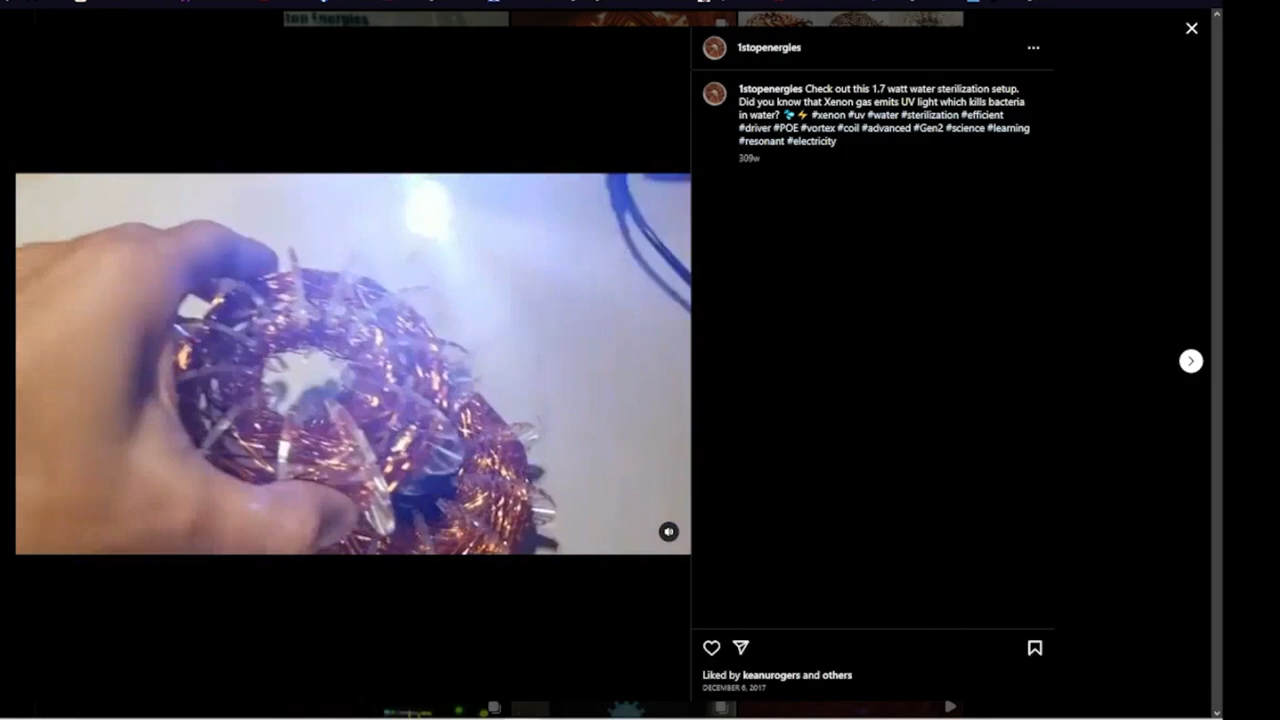 top Energies
1stopenergies
1stopenergies Check out this 1.7 watt water sterilization setup.
Did you know that Xenon gas emits UV light which kills bacteria
in water? 💦⚡ #xenon #uv #water #sterilization #efficient
#driver #POE #vortex #coil #advanced #Gen2 #science #learning
#resonant #electricity
309w
Liked by keanurogers and others
DECEMBER 6, 2017